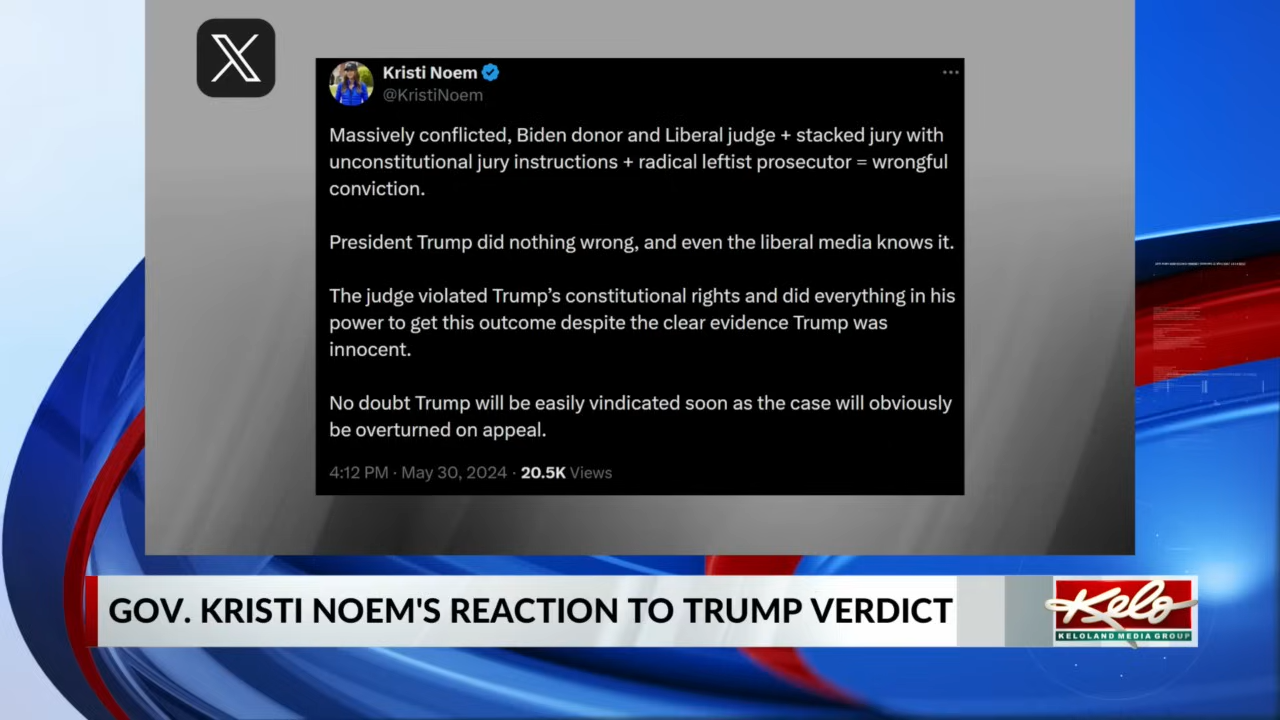 Kristi Noem
@KristiNoem
Massively conflicted, Biden donor and Liberal judge + stacked jury with
unconstitutional jury instructions + radical leftist prosecutor = wrongful
conviction.
President Trump did nothing wrong, and even the liberal media knows it.
The judge violated Trump's constitutional rights and did everything in his
power to get this outcome despite the clear evidence Trump was
innocent.
No doubt Trump will be easily vindicated soon as the case will obviously
be overturned on appeal.
4:12 PM · May 30, 2024 · 20.5K Views
GOV. KRISTI NOEM'S REACTION TO TRUMP VERDICT
Kelo
KELOLAND MEDIA GROUP